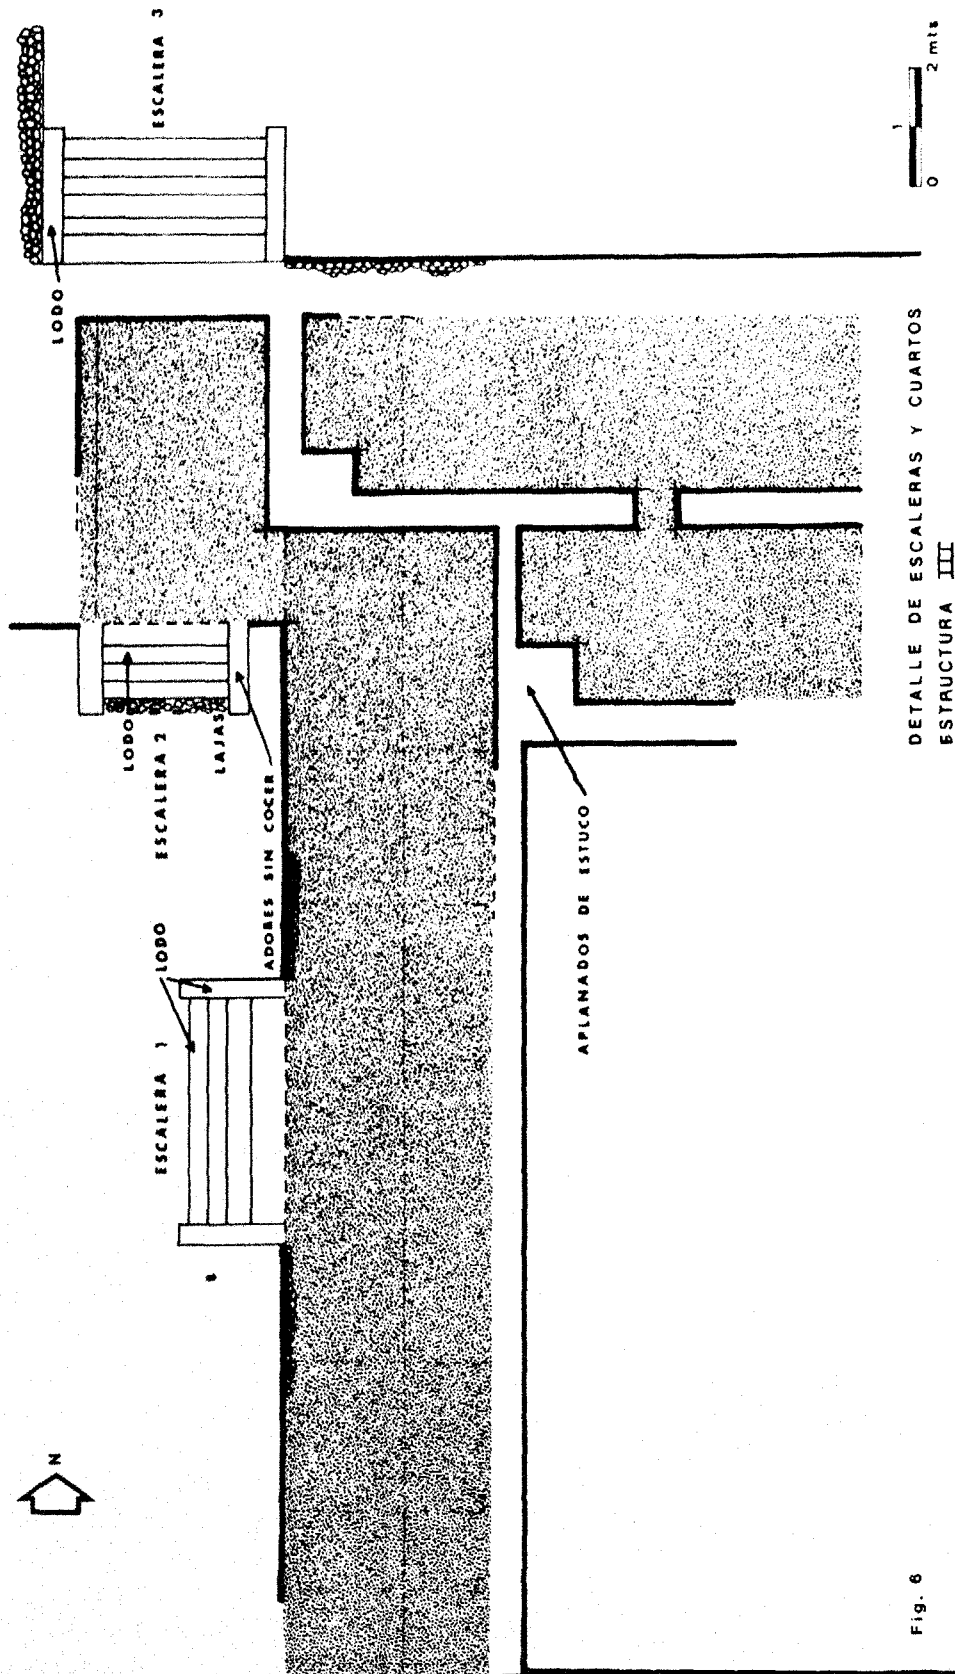 N
ESCALERA 1
LODO
ESCALERA 2
LODO
LAJAS
ADOBES SIN COCER
LODO
ESCALERA 3
APLANADOS DE ESTUCO
Fig. 6
DETALLE DE ESCALERAS Y CUARTOS
ESTRUCTURA III
0 1 2 mts